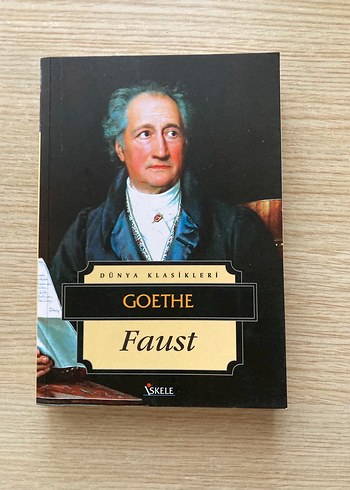 DÜNYA KLASİKLERİ
GOETHE
Faust
İSKELE